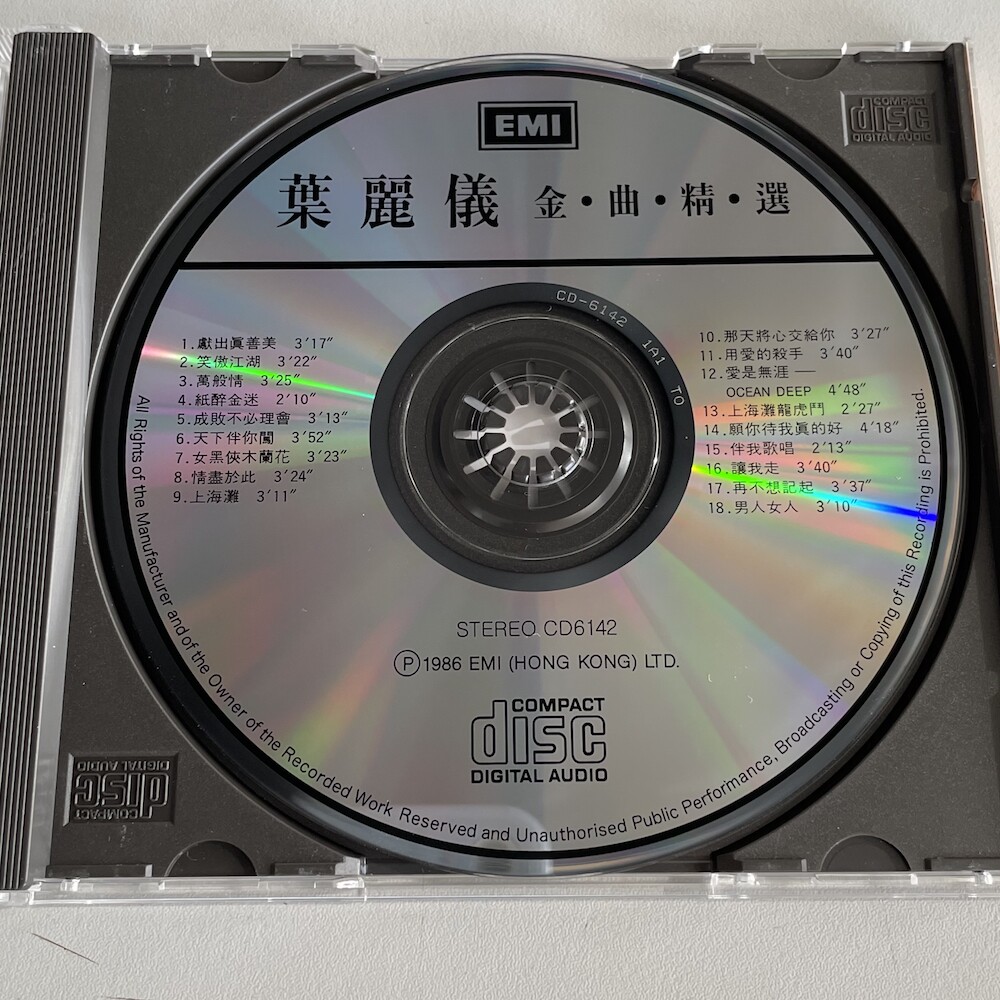 EMI
葉麗儀 金・曲・精・選
COMPACT
disc
DIGITAL AUDIO
CD-6142 1A1 TO
1.獻出眞善美 3'17"
2.笑傲江湖 3'22"
3.萬般情 3'25"
4.紙醉金迷 2'10"
5.成敗不必理會 3'13"
6.天下伴你闖 3'52"
7.女黑俠木蘭花 3'23"
8.情盡於此 3'24"
9.上海灘 3'11"
10.那天將心交給你 3'27"
11.用愛的殺手 3'40"
12.愛是無涯 —
OCEAN DEEP 4'48"
13.上海灘龍虎鬥 2'27"
14.願你待我眞的好 4'18"
15.伴我歌唱 2'13"
16.讓我走 3'40"
17.再不想記起 3'37"
18.男人女人 3'10"
STEREO CD6142
Ⓟ1986 EMI (HONG KONG) LTD.
COMPACT
disc
DIGITAL AUDIO
All Rights of the Manufacturer and of the Owner of the Recorded Work Reserved and Unauthorised Public Performance, Broadcasting or Copying of this Recording is Prohibited.
COMPACT
disc
DIGITAL AUDIO